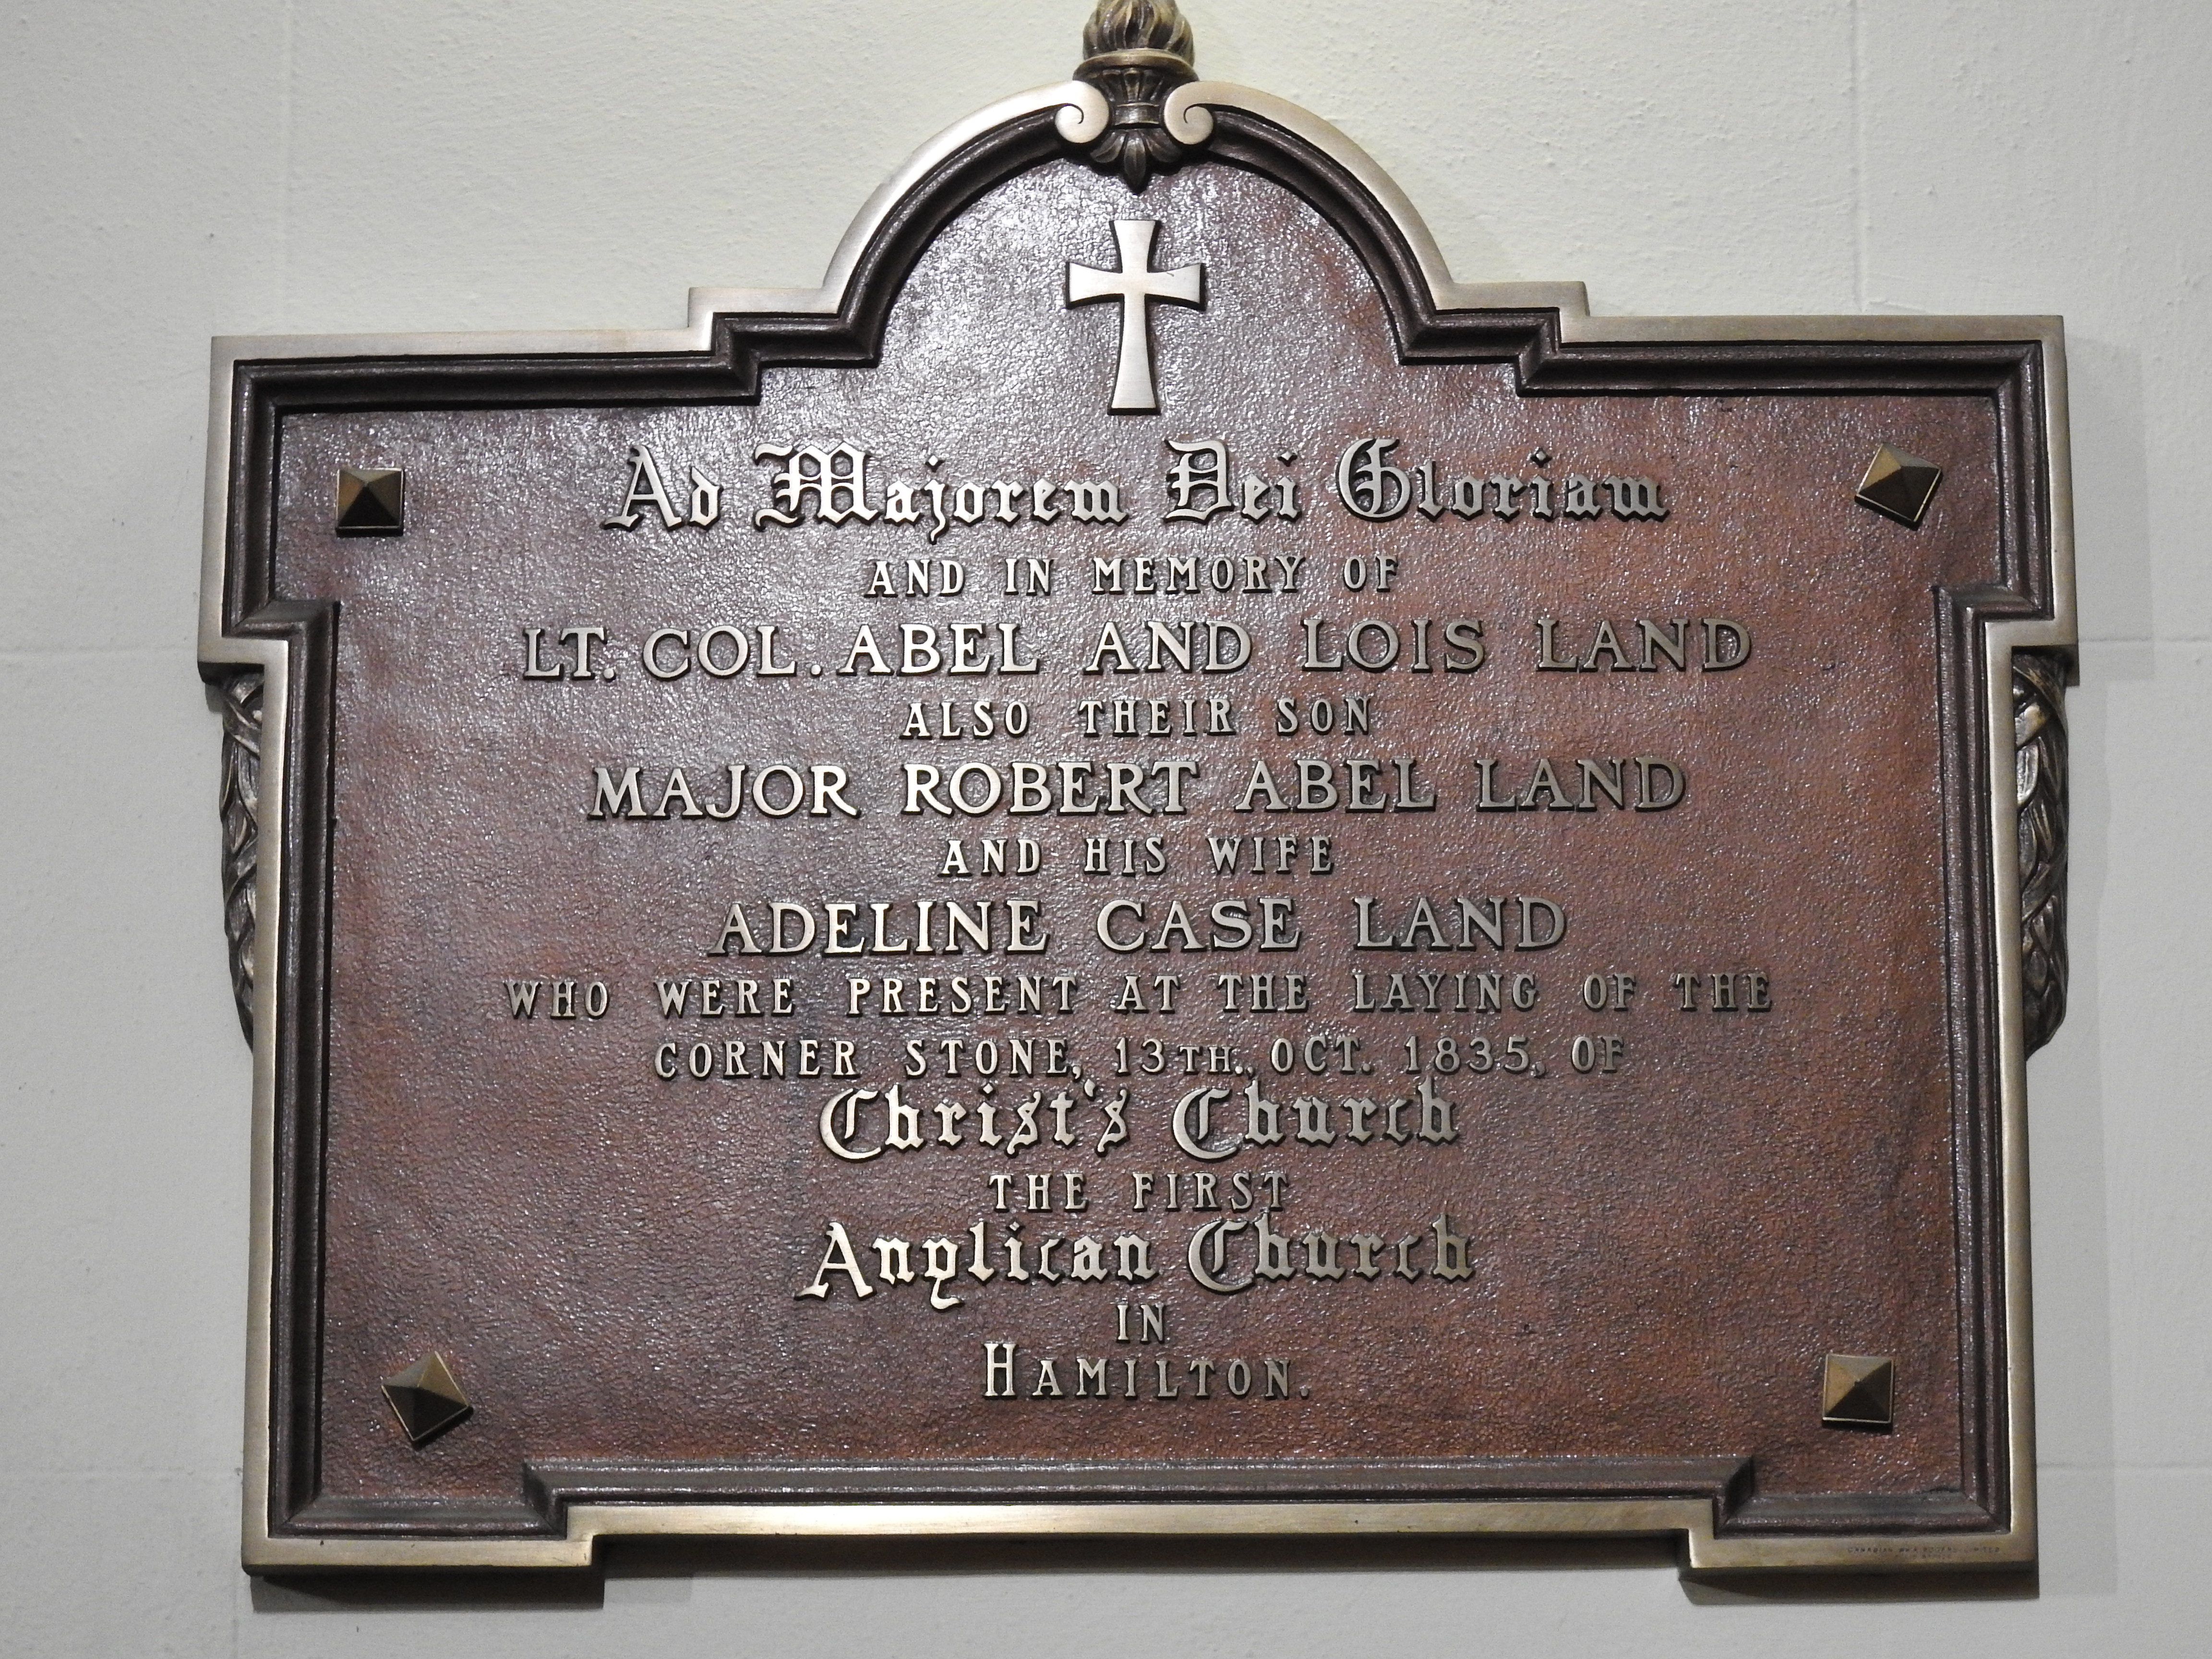 Ad Majorem Dei Gloriam
AND IN MEMORY OF
LT. COL. ABEL AND LOIS LAND
ALSO THEIR SON
MAJOR ROBERT ABEL LAND
AND HIS WIFE
ADELINE CASE LAND
WHO WERE PRESENT AT THE LAYING OF THE
CORNER STONE, 13TH., OCT. 1835, OF
Christ's Church
THE FIRST
Anglican Church
IN
HAMILTON.